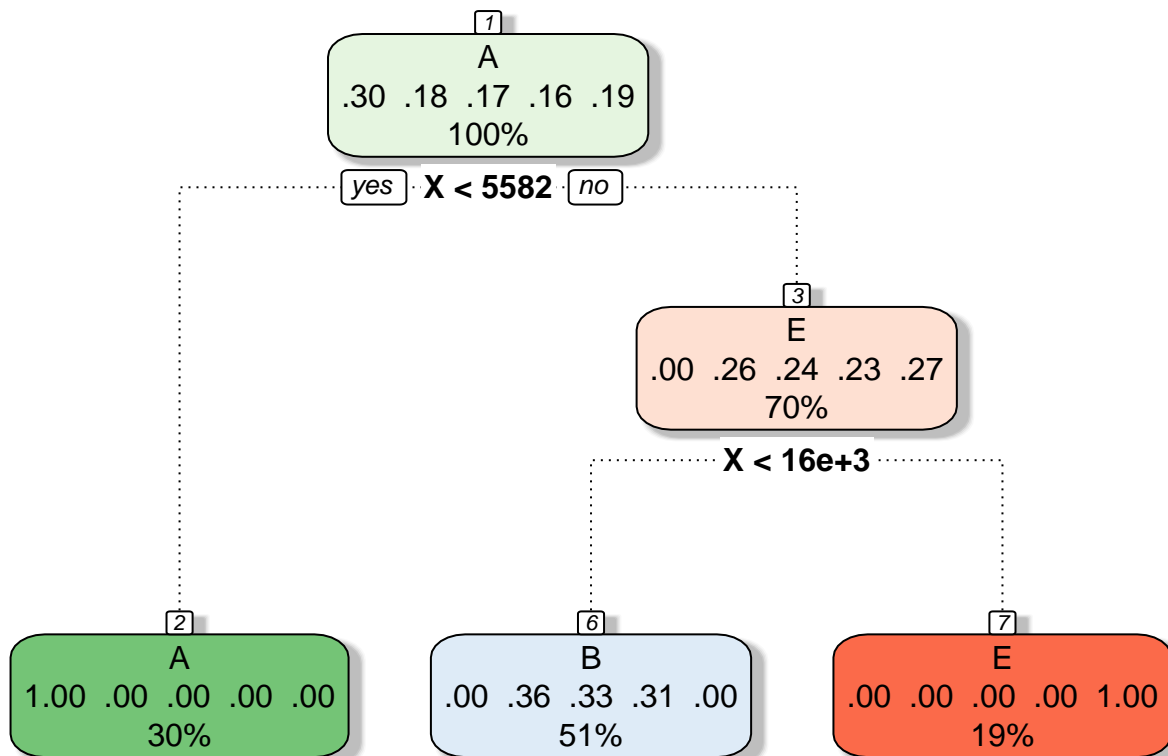 1
A
.30 .18 .17 .16 .19
100%
yes X < 5582 no
3
E
.00 .26 .24 .23 .27
70%
X < 16e+3
2
A
1.00 .00 .00 .00 .00
30%
6
B
.00 .36 .33 .31 .00
51%
7
E
.00 .00 .00 .00 1.00
19%